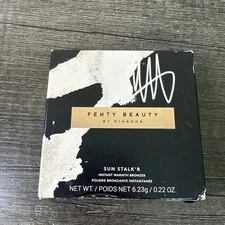 FENTY BEAUTY
BY RIHANNA
SUN STALK'R
INSTANT WARMTH BRONZER
POUDRE BRONZANTE INSTANTANÉE
NET WT. / POIDS NET 6.23g / 0.22 OZ.